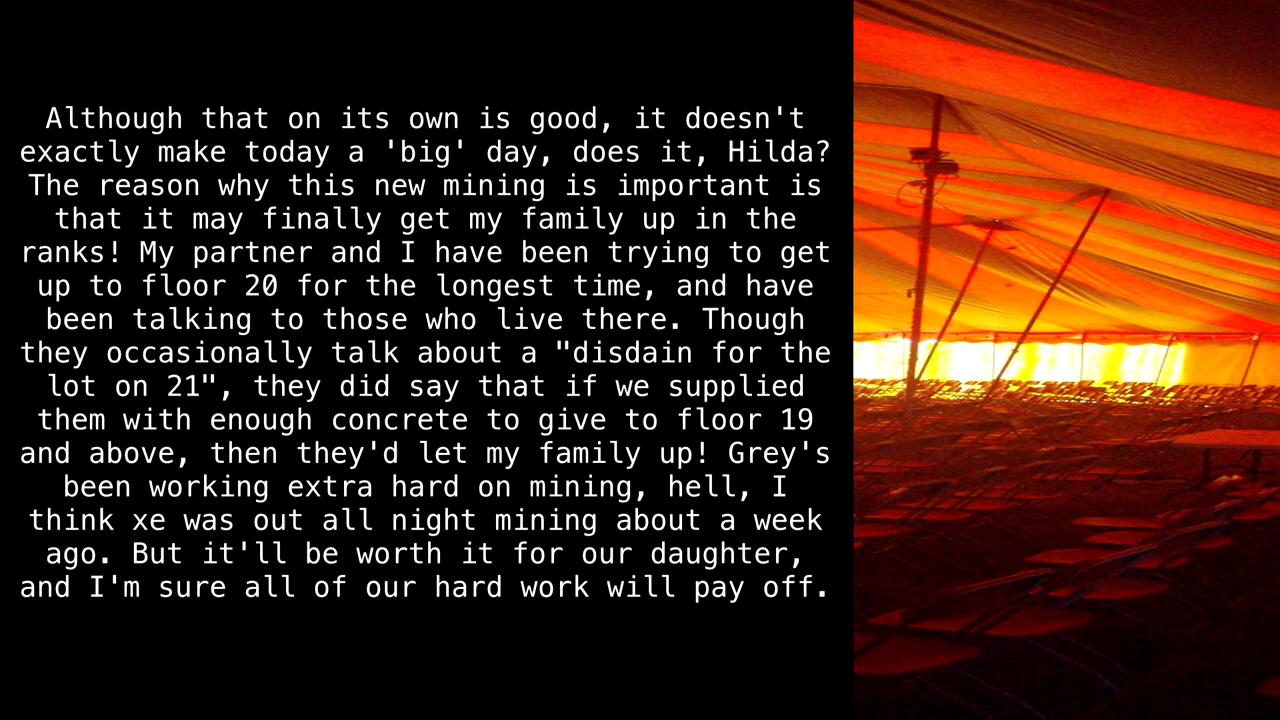 Although that on its own is good, it doesn't
exactly make today a 'big' day, does it, Hilda?
The reason why this new mining is important is
that it may finally get my family up in the
ranks! My partner and I have been trying to get
up to floor 20 for the longest time, and have
been talking to those who live there. Though
they occasionally talk about a "disdain for the
lot on 21", they did say that if we supplied
them with enough concrete to give to floor 19
and above, then they'd let my family up! Grey's
been working extra hard on mining, hell, I
think xe was out all night mining about a week
ago. But it'll be worth it for our daughter,
and I'm sure all of our hard work will pay off.